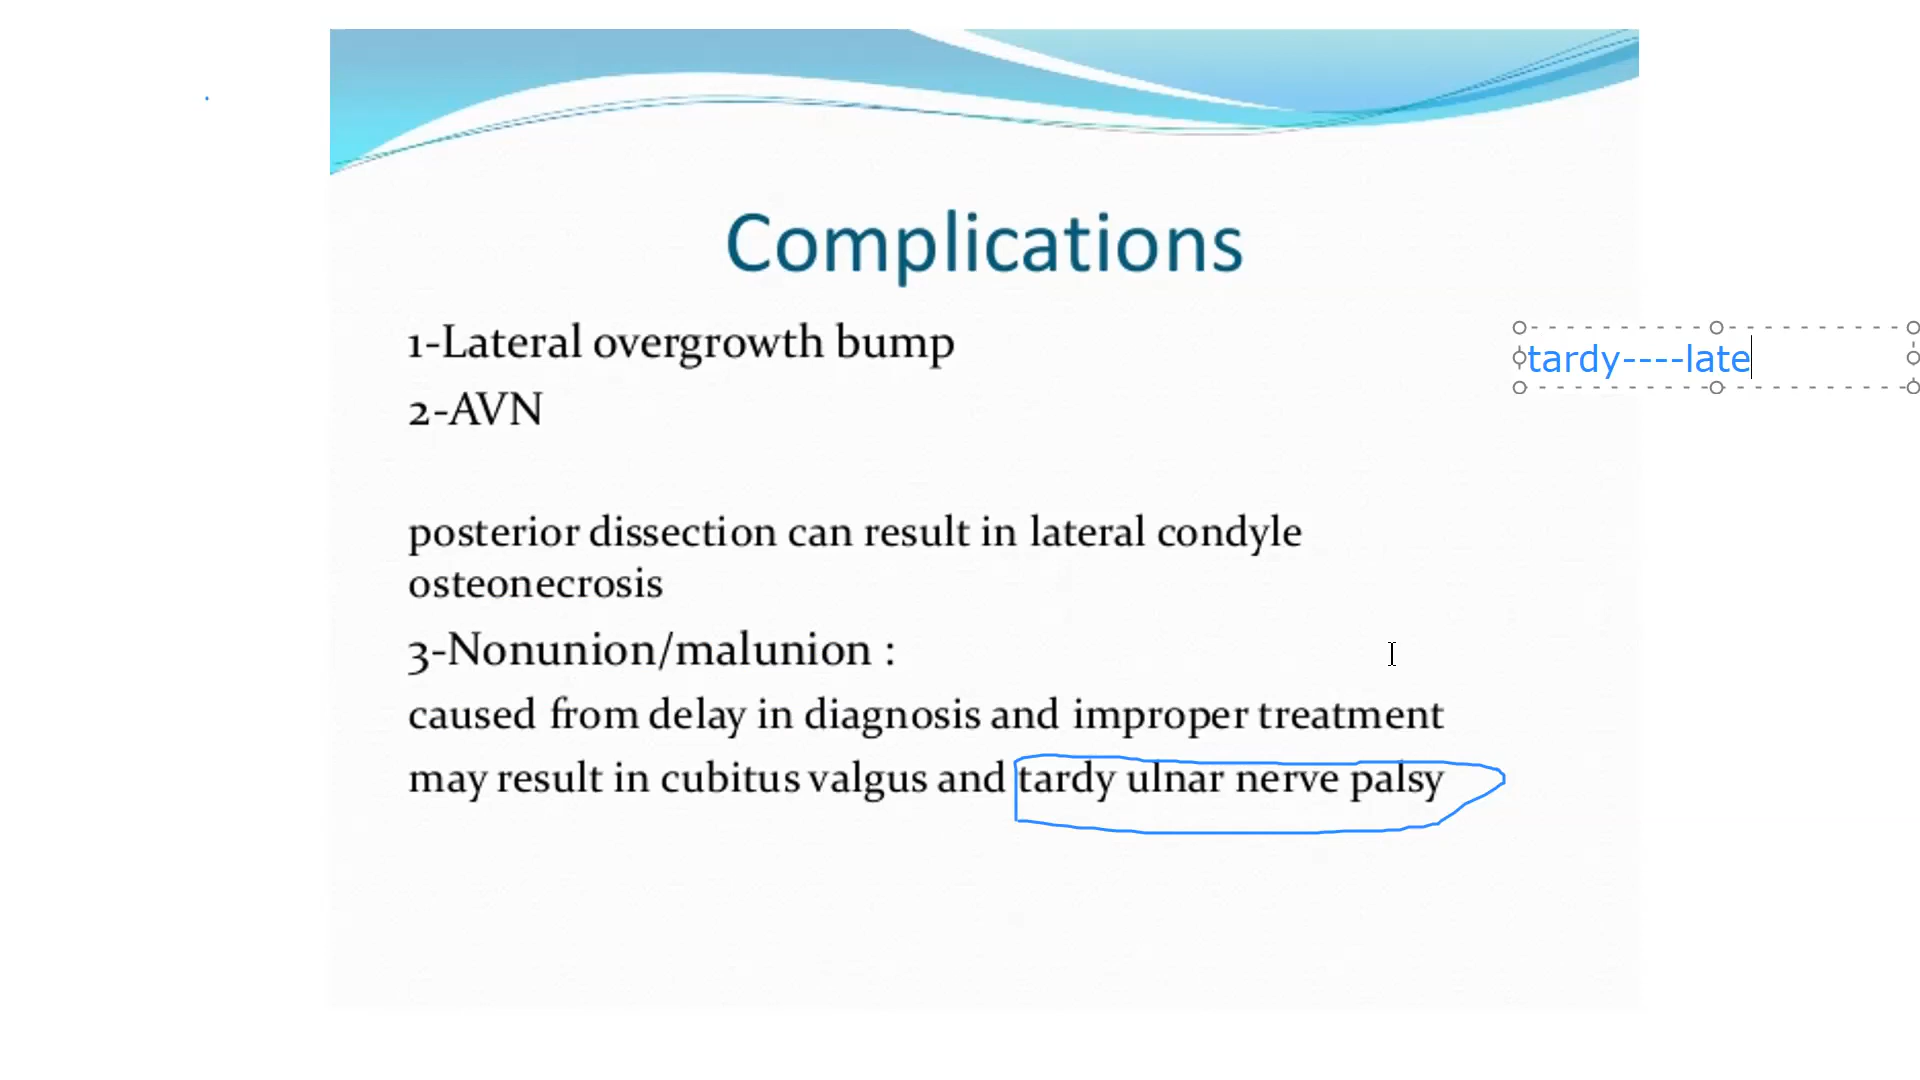 Complications
1-Lateral overgrowth bump
tardy----late
2-AVN
posterior dissection can result in lateral condyle
osteonecrosis
3-Nonunion/malunion :
caused from delay in diagnosis and improper treatment
may result in cubitus valgus and tardy ulnar nerve palsy